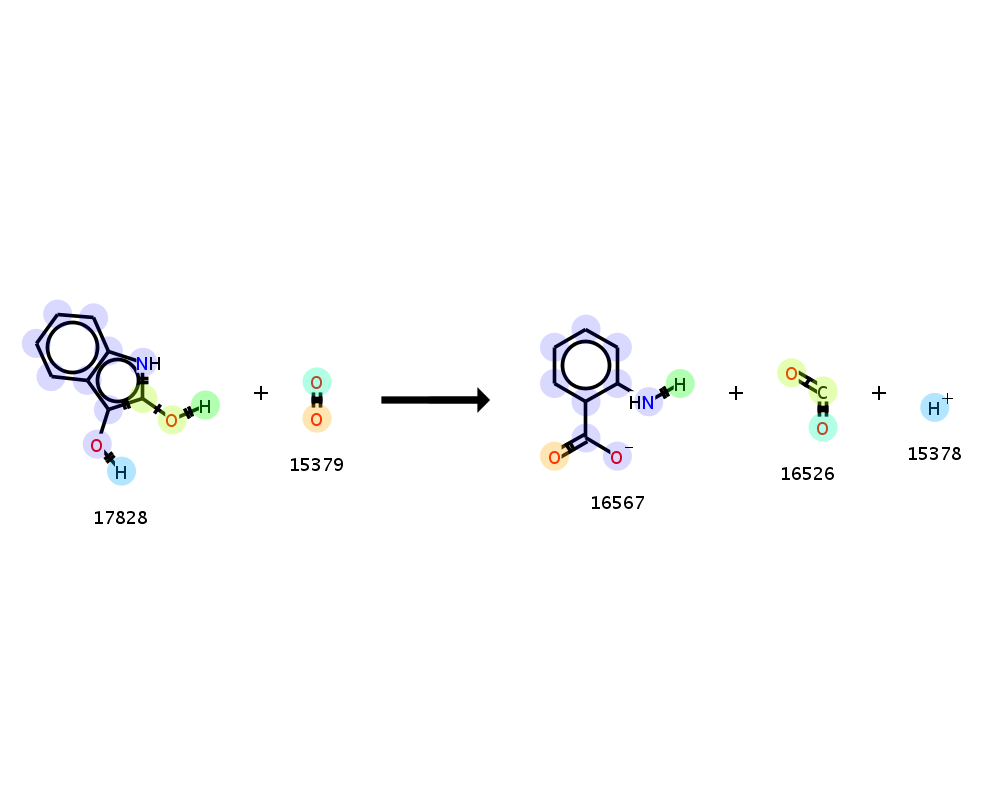 NH
O H
O
H
17828
+
O
O
15379
HN H
O O−
16567
+
O
C
O
16526
+
H+
15378